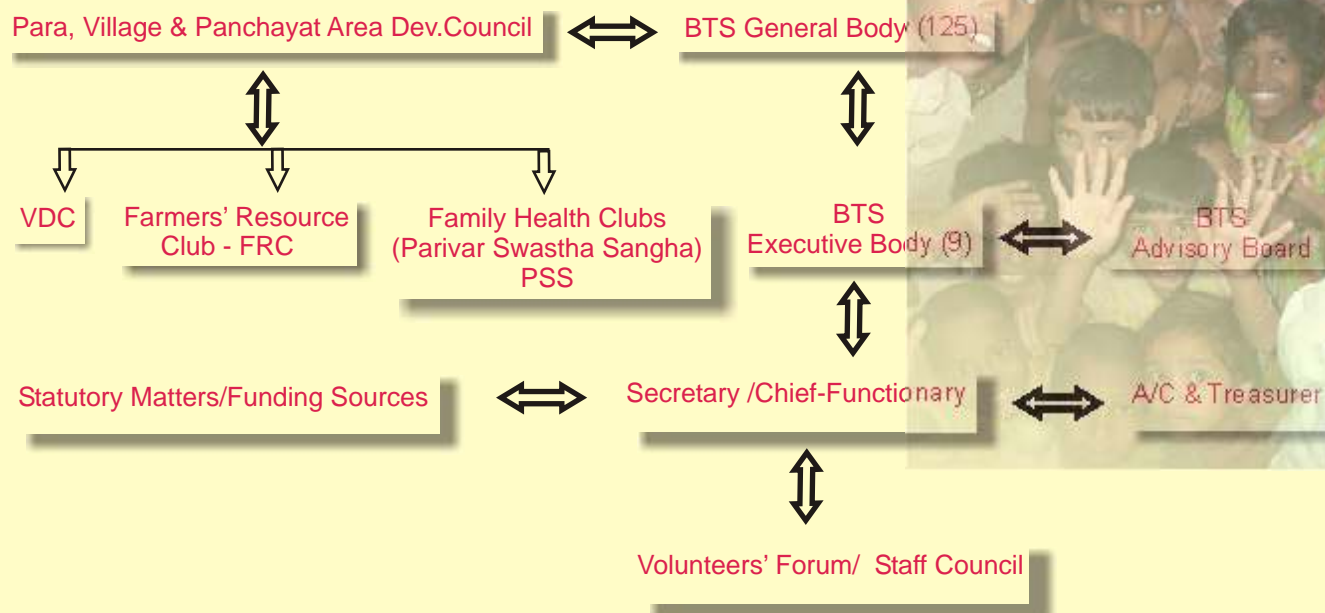 Para, Village & Panchayat Area Dev.Council
BTS General Body (125)
VDC
Farmers’ Resource
Club - FRC
Family Health Clubs
(Parivar Swastha Sangha)
PSS
BTS
Executive Body (9)
BTS
Advisory Board
Statutory Matters/Funding Sources
Secretary /Chief-Functionary
A/C & Treasurer
Volunteers’ Forum/  Staff Council